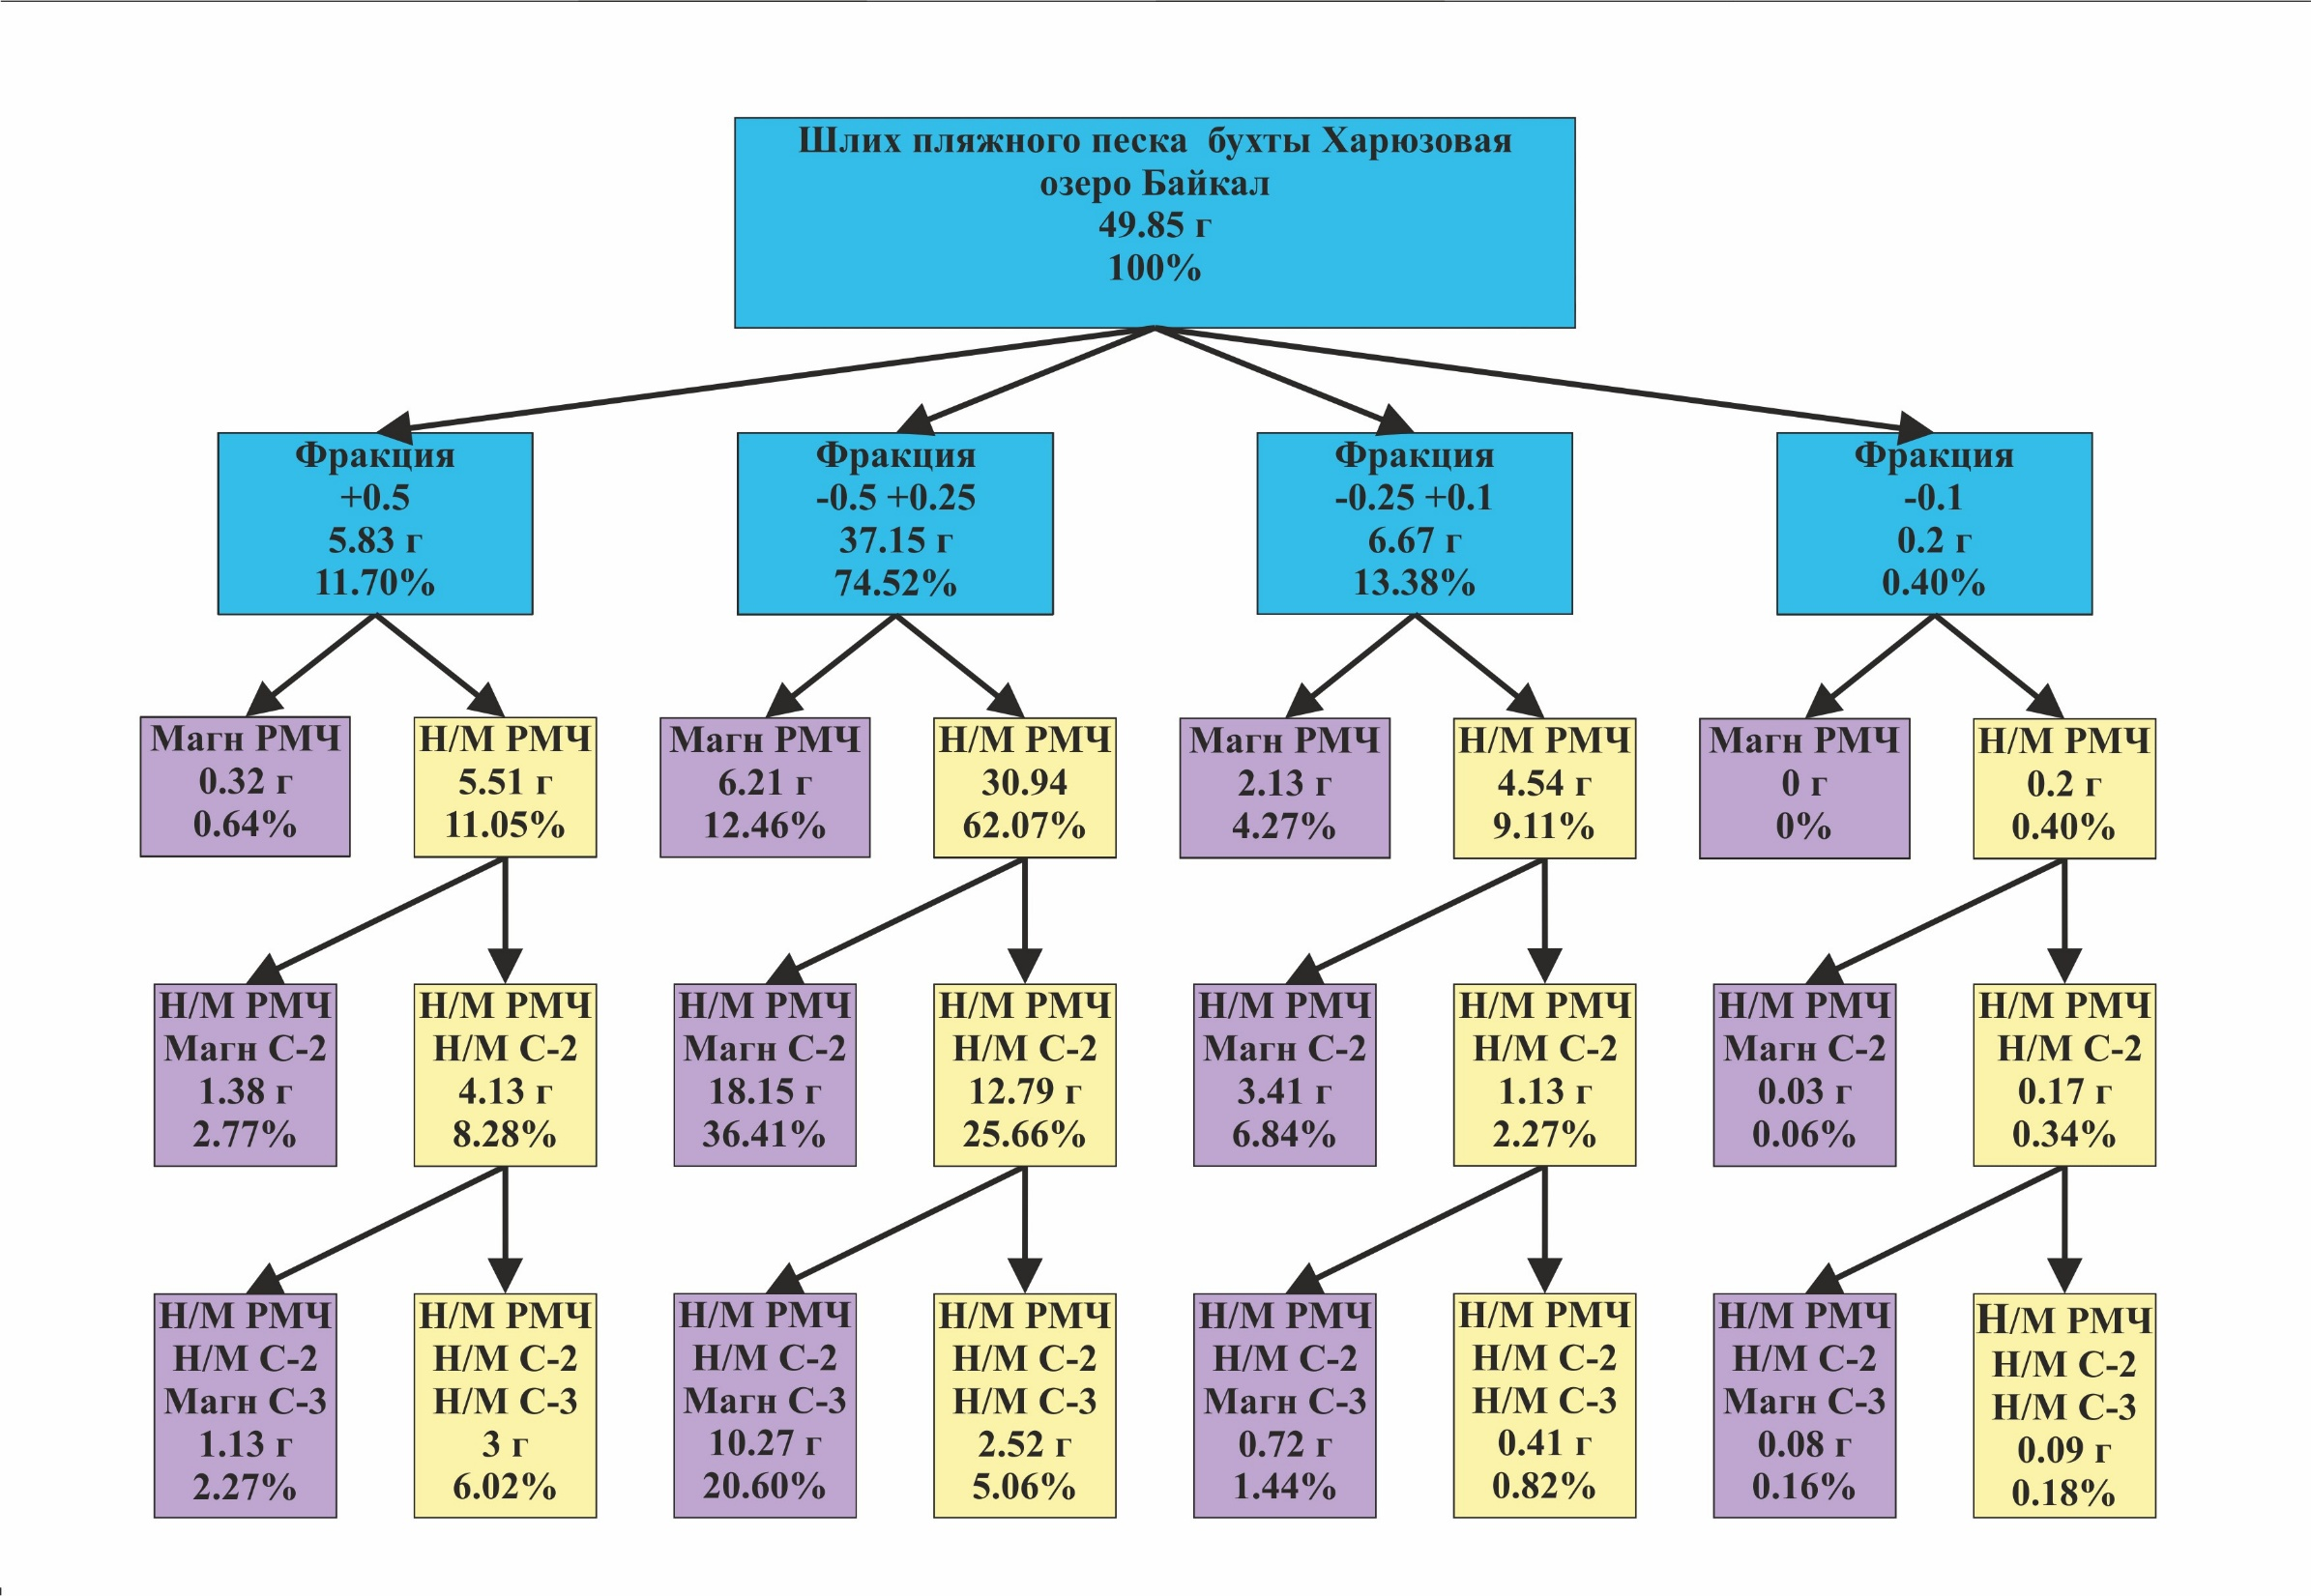 Шлих пляжного песка  бухты Харюзовая
озеро Байкал
49.85 г
100%
Фракция
+0.5
5.83 г
11.70%
Фракция
-0.5 +0.25
37.15 г
74.52%
Фракция
-0.25 +0.1
6.67 г
13.38%
Фракция
-0.1
0.2 г
0.40%
Магн РМЧ
0.32 г
0.64%
Н/М РМЧ
5.51 г
11.05%
Магн РМЧ
6.21 г
12.46%
Н/М РМЧ
30.94
62.07%
Магн РМЧ
2.13 г
4.27%
Н/М РМЧ
4.54 г
9.11%
Магн РМЧ
0 г
0%
Н/М РМЧ
0.2 г
0.40%
Н/М РМЧ
Магн С-2
1.38 г
2.77%
Н/М РМЧ
Н/М С-2
4.13 г
8.28%
Н/М РМЧ
Магн С-2
18.15 г
36.41%
Н/М РМЧ
Н/М С-2
12.79 г
25.66%
Н/М РМЧ
Магн С-2
3.41 г
6.84%
Н/М РМЧ
Н/М С-2
1.13 г
2.27%
Н/М РМЧ
Магн С-2
0.03 г
0.06%
Н/М РМЧ
Н/М С-2
0.17 г
0.34%
Н/М РМЧ
Н/М С-2
Магн С-3
1.13 г
2.27%
Н/М РМЧ
Н/М С-2
Н/М С-3
3 г
6.02%
Н/М РМЧ
Н/М С-2
Магн С-3
10.27 г
20.60%
Н/М РМЧ
Н/М С-2
Н/М С-3
2.52 г
5.06%
Н/М РМЧ
Н/М С-2
Магн С-3
0.72 г
1.44%
Н/М РМЧ
Н/М С-2
Н/М С-3
0.41 г
0.82%
Н/М РМЧ
Н/М С-2
Магн С-3
0.08 г
0.16%
Н/М РМЧ
Н/М С-2
Н/М С-3
0.09 г
0.18%